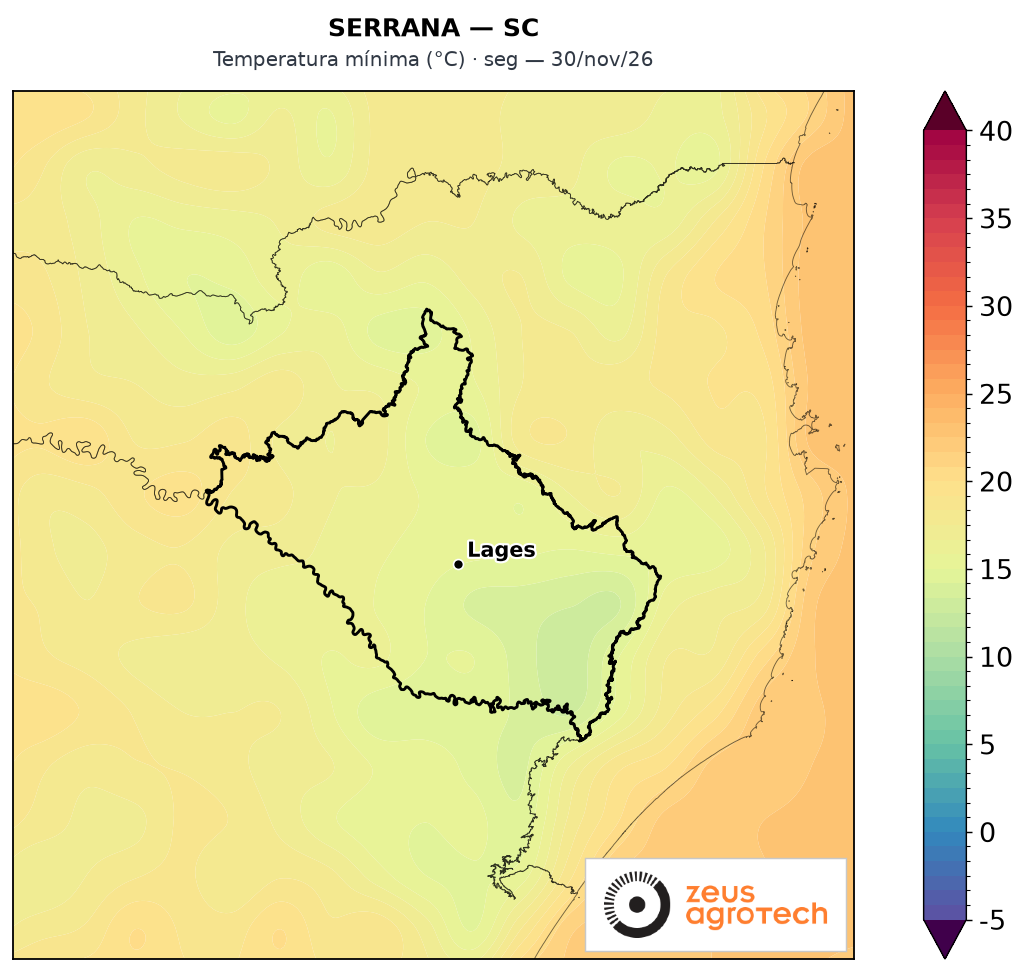 SERRANA — SC
Temperatura mínima (°C) · seg — 30/nov/26
40
35
30
25
20
15
10
5
0
-5
Lages
zeus
agrotech